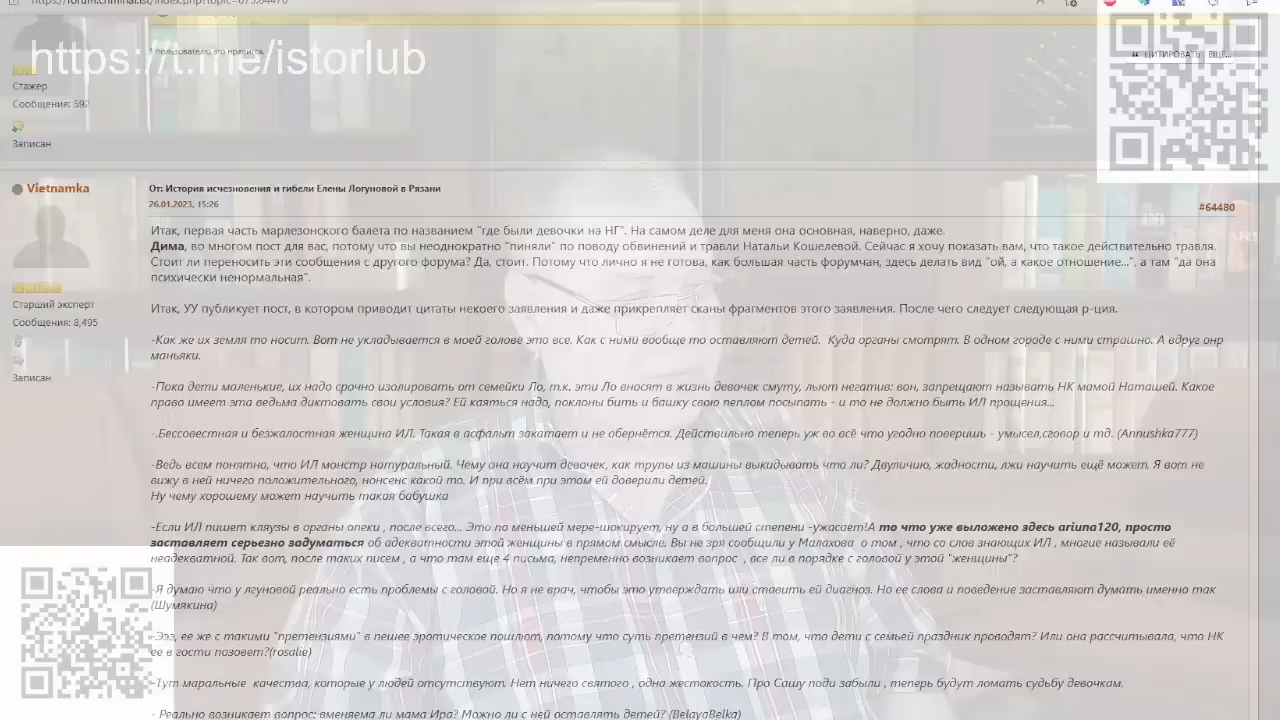 https://forum.criminal.ist/index.php?topic=675.64470
https://t.me/istorlub
1 пользователю это нравится.
ЦИТИРОВАТЬ ЕЩЁ...
Стажер
Сообщения: 592
Записан
Vietnamka
От: История исчезновения и гибели Елены Логуновой в Рязани
26.01.2023, 15:26
#64480
Итак, первая часть марлезонского балета по названием "где были девочки на НГ". На самом деле для меня она основная, наверно, даже.
Дима, во многом пост для вас, потому что вы неоднократно "пиняли" по поводу обвинений и травли Натальи Кошелевой. Сейчас я хочу показать вам, что такое действительно травля.
Стоит ли переносить эти сообщения с другого форума? Да, стоит. Потому что лично я не готова, как большая часть форумчан, здесь делать вид "ой, а какое отношение...", а там "да она
психически ненормальная".
Старший эксперт
Сообщения: 8,495
Записан
Итак, УУ публикует пост, в котором приводит цитаты некоего заявления и даже прикрепляет сканы фрагментов этого заявления. После чего следует следующая р-ция.
-Как же их земля то носит. Вот не укладывается в моей голове это все. Как с ними вообще то оставляют детей. Куда органы смотрят. В одном городе с ними страшно. А вдруг онр
маньяки.
-Пока дети маленькие, их надо срочно изолировать от семейки Ло, т.к. эти Ло вносят в жизнь девочек смуту, льют негатив: вон, запрещают называть НК мамой Наташей. Какое
право имеет эта ведьма диктовать свои условия? Ей каяться надо, поклоны бить и башку свою пеплом посыпать - и то не должно быть ИЛ прощения...
-.Бессовестная и безжалостная женщина ИЛ. Такая в асфальт закатает и не обернётся. Действильно теперь уж во всё что угодно поверишь - умысел,сговор и тд. (Annushka777)
-Ведь всем понятно, что ИЛ монстр натуральный. Чему она научит девочек, как трупы из машины выкидывать что ли? Двуличию, жадности, лжи научить ещё может. Я вот не
вижу в ней ничего положительного, нонсенс какой то. И при всём при этом ей доверили детей.
Ну чему хорошему может научить такая бабушка
-Если ИЛ пишет кляузы в органы опеки , после всего... Это по меньшей мере-шокирует, ну а в большей степени -ужасает!А то что уже выложено здесь ariuna120, просто
заставляет серьезно задуматься об адекватности этой женщины в прямом смысле. Вы не зря сообщили у Малахова о том , что со слов знающих ИЛ , многие называли её
неадекватной. Так вот, после таких писем , а что там еще 4 письма, непременно возникает вопрос , все ли в порядке с головой у этой "женщины"?
-Я думаю что у лгуновой реально есть проблемы с головой. Но я не врач, чтобы это утверждать или ставить ей диагноз. Но ее слова и поведение заставляют думать именно так
(Шумякина)
-Эээ, ее же с такими "претензиями" в пешее эротическое пошлют, потому что суть претензий в чем? В том, что дети с семьей праздник проводят? Или она рассчитывала, что НК
ее в гости позовет?(rosalie)
-Тут маральные качества, которые у людей отсутствуют. Нет ничего святого , одна жестокость. Про Сашу поди забыли , теперь будут ломать судьбу девочкам.
- Реально возникает вопрос: вменяема ли мама Ира? Можно ли с ней оставлять детей? (BelayaBelka)